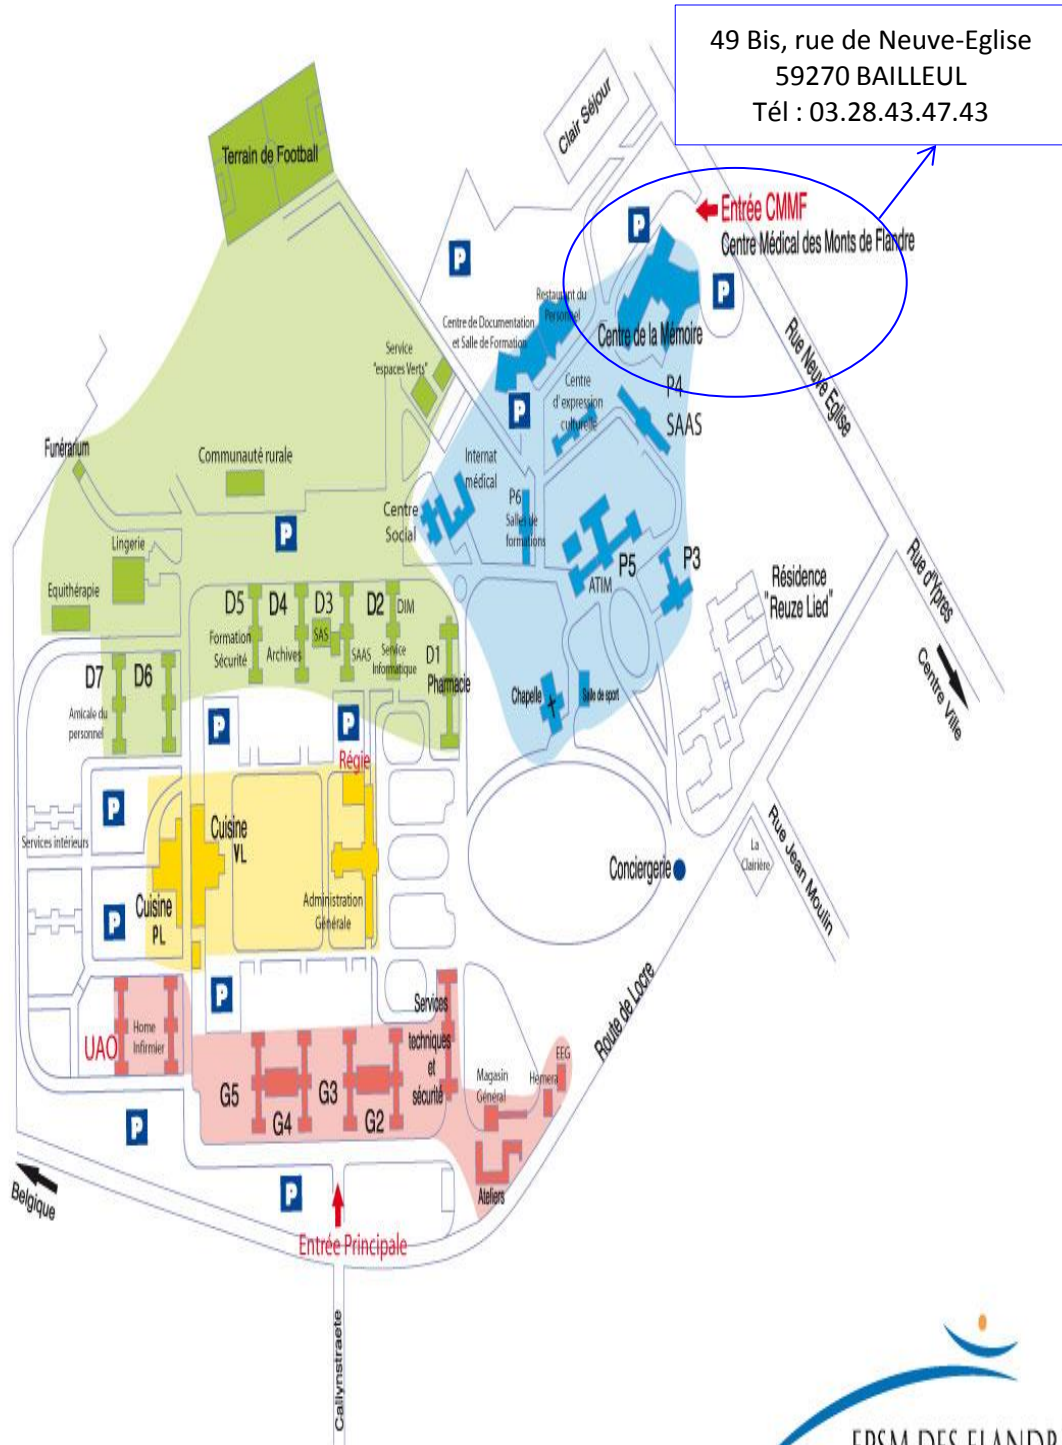 49 Bis, rue de Neuve-Eglise
59270 BAILLEUL
Tél : 03.28.43.47.43
Clair Séjour
Terrain de Football
P
Entrée CMMF
Centre Médical des Monts de Flandre
P
P
Restaurant du
Personnel
Centre de Documentation
et Salle de Formation
Centre de la Mémoire
Rue Neuve Eglise
Service
"espaces Verts"
P
Centre
d'expression
culturelle
P4
SAAS
Funérarium
Communauté rurale
Internat
médical
Centre
Social
P6
Salles de
formations
P
Lingerie
Equithérapie
ATIM
P5
P3
Résidence
"Reuze Lied"
Rue d'Ypres
Centre Ville
D5
D4
D3
D2
DIM
Formation
Sécurité
Archives
SAS
SAAS
Service
Informatique
D1
Pharmacie
D7
D6
Amicale du
personnel
Chapelle
Salle de sport
P
P
Régie
P
Services intérieurs
Cuisine
VL
Cuisine
PL
Administration
Générale
P
Conciergerie
La
Clairière
Rue Jean Moulin
P
Services
techniques
et
sécurité
Route de Locre
UAO
Home
Infirmier
G5
G4
G3
G2
Magasin
Général
Hemera
EEG
Ateliers
P
P
Belgique
Entrée Principale
Callynstraete
EPSM DES FLANDR